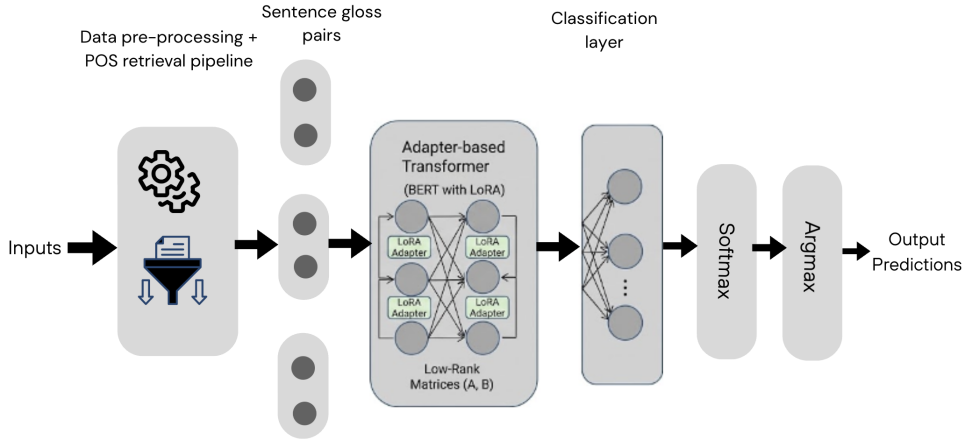 Sentence gloss
pairs
Classification
layer
Data pre-processing +
POS retrieval pipeline
Adapter-based
Transformer
(BERT with LoRA)
LoRA
Adapter
LoRA
Adapter
LoRA
Adapter
LoRA
Adapter
Low-Rank
Matrices (A, B)
Inputs
Softmax
Argmax
Output
Predictions